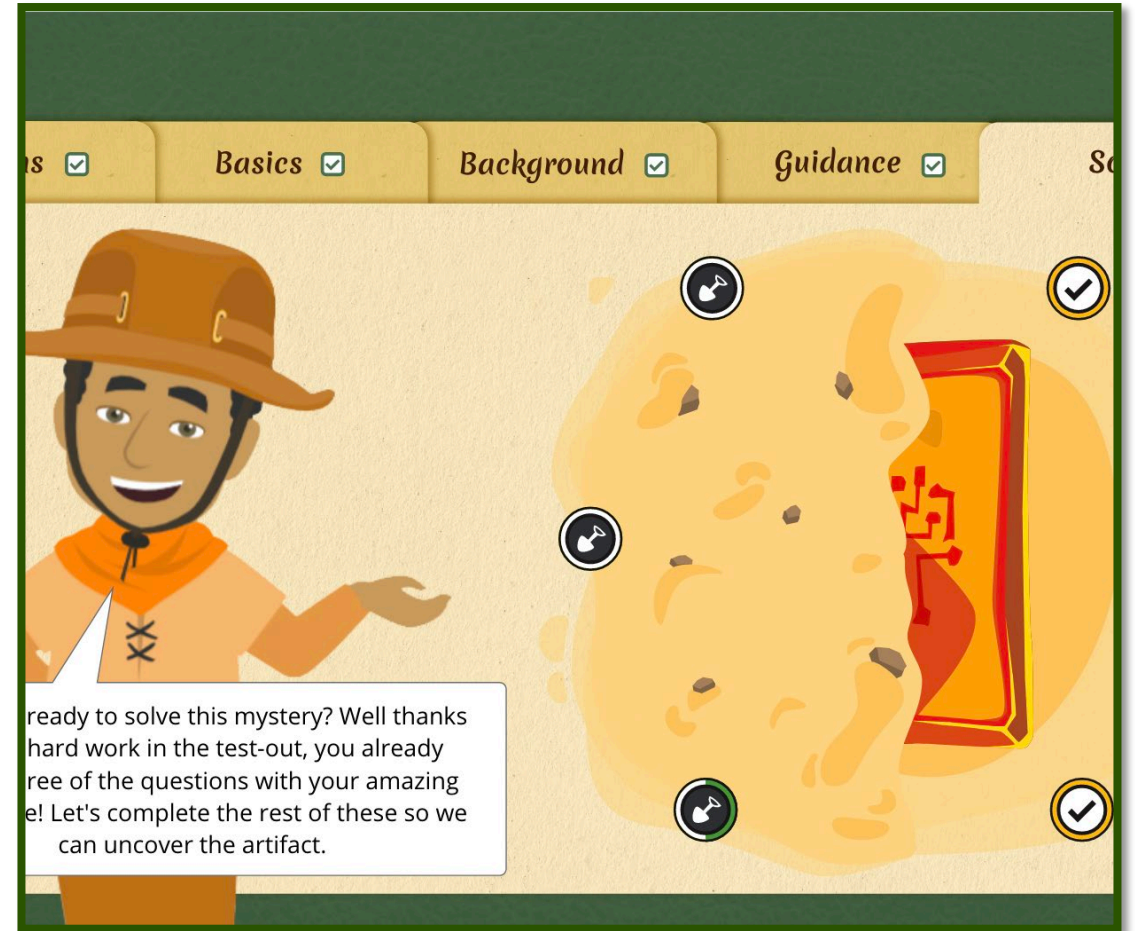 s
Basics
Background
Guidance
So
ready to solve this mystery? Well thanks
hard work in the test-out, you already
ree of the questions with your amazing
e! Let's complete the rest of these so we
can uncover the artifact.